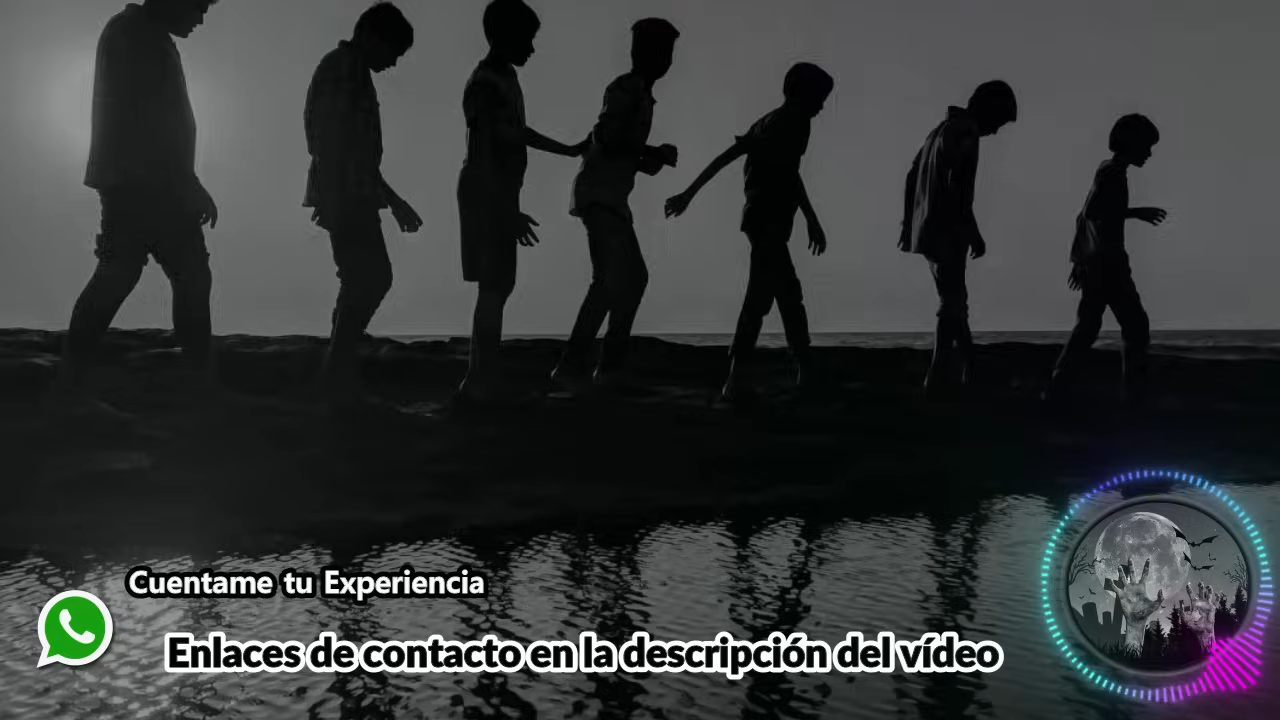 Cuentame tu Experiencia
Enlaces de contacto en la descripción del vídeo